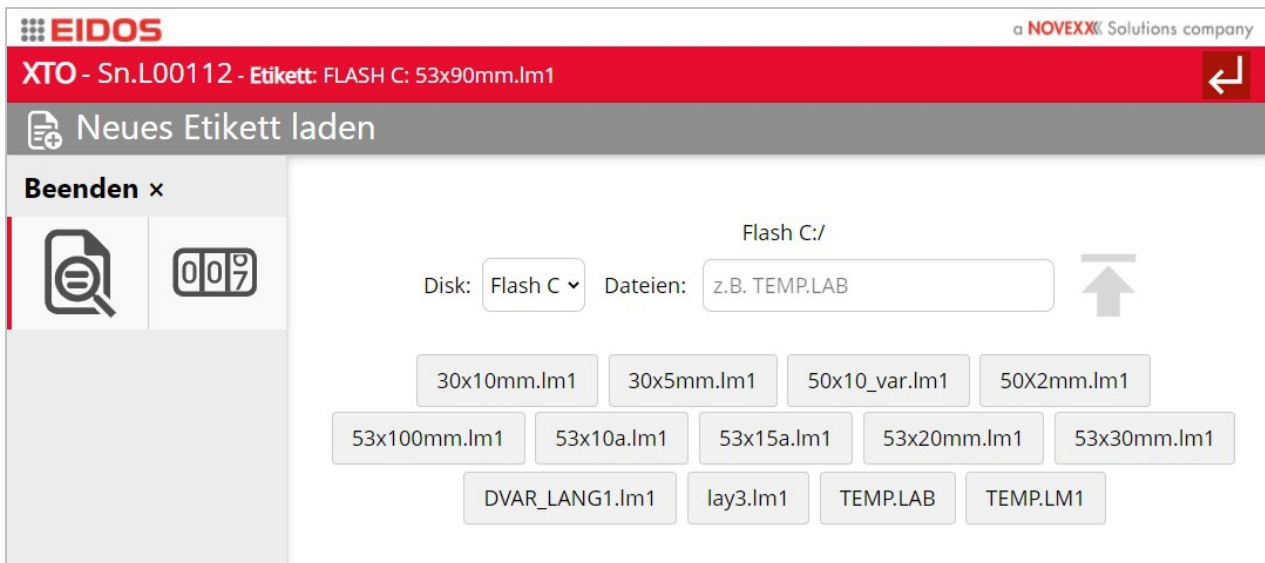 EIDOS
a NOVEXX Solutions company
XTO - Sn.L00112 - Etikett: FLASH C: 53x90mm.lm1
Neues Etikett laden
Beenden ×
007
Flash C:/
Disk: Flash C Dateien: z.B. TEMP.LAB
30x10mm.lm1 30x5mm.lm1 50x10_var.lm1 50X2mm.lm1
53x100mm.lm1 53x10a.lm1 53x15a.lm1 53x20mm.lm1 53x30mm.lm1
DVAR_LANG1.lm1 lay3.lm1 TEMP.LAB TEMP.LM1